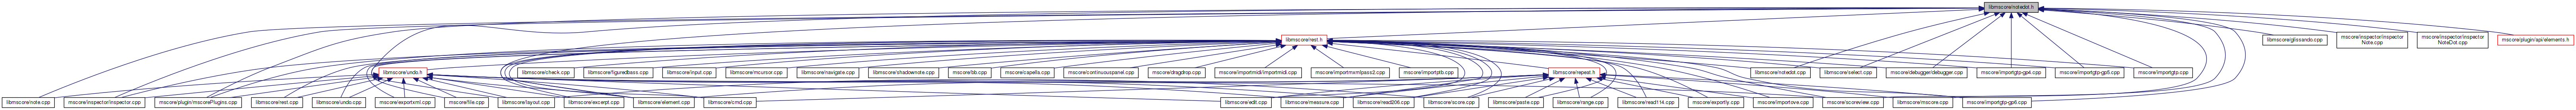 libmscore/notedot.h
libmscore/rest.h
libmscore/glissando.cpp
mscore/inspector/inspector
Note.cpp
mscore/inspector/inspector
NoteDot.cpp
mscore/plugin/api/elements.h
libmscore/undo.h
libmscore/check.cpp
libmscore/figuredbass.cpp
libmscore/input.cpp
libmscore/mcursor.cpp
libmscore/navigate.cpp
libmscore/shadownote.cpp
mscore/bb.cpp
mscore/capella.cpp
mscore/continuouspanel.cpp
mscore/dragdrop.cpp
mscore/importmidi/importmidi.cpp
mscore/importmxmlpass2.cpp
mscore/importptb.cpp
libmscore/repeat.h
libmscore/notedot.cpp
libmscore/select.cpp
mscore/debugger/debugger.cpp
mscore/importgtp-gp4.cpp
mscore/importgtp-gp5.cpp
mscore/importgtp.cpp
libmscore/note.cpp
mscore/inspector/inspector.cpp
mscore/plugin/mscorePlugins.cpp
libmscore/rest.cpp
libmscore/undo.cpp
mscore/exportxml.cpp
mscore/file.cpp
libmscore/layout.cpp
libmscore/excerpt.cpp
libmscore/element.cpp
libmscore/cmd.cpp
libmscore/edit.cpp
libmscore/measure.cpp
libmscore/read206.cpp
libmscore/score.cpp
libmscore/paste.cpp
libmscore/range.cpp
libmscore/read114.cpp
mscore/exportly.cpp
mscore/importove.cpp
mscore/scoreview.cpp
libmscore/mscore.cpp
mscore/importgtp-gp6.cpp